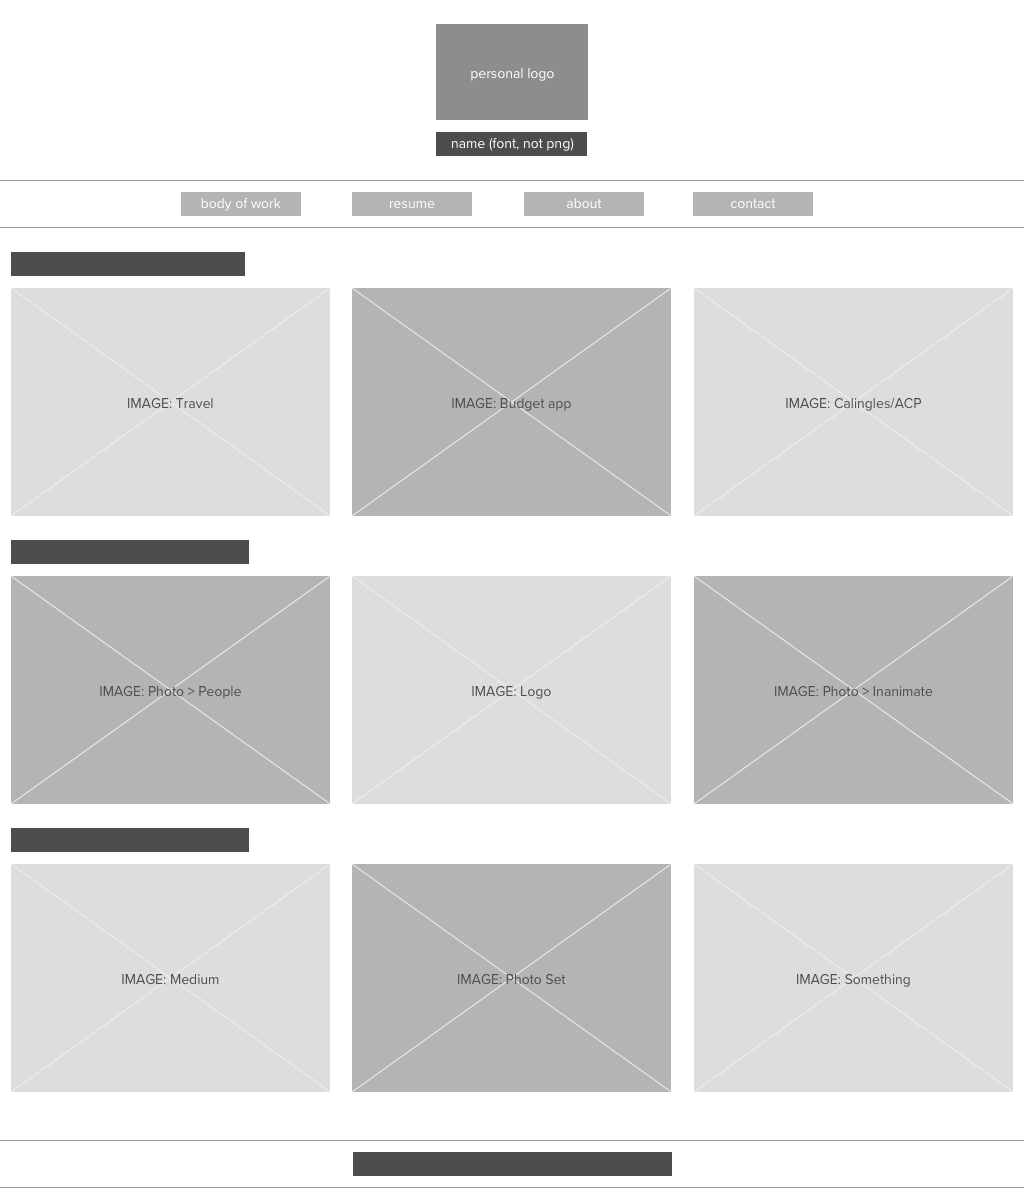 personal logo
name (font, not png)
body of work
resume
about
contact
IMAGE: Travel
IMAGE: Budget app
IMAGE: Calingles/ACP
IMAGE: Photo > People
IMAGE: Logo
IMAGE: Photo > Inanimate
IMAGE: Medium
IMAGE: Photo Set
IMAGE: Something